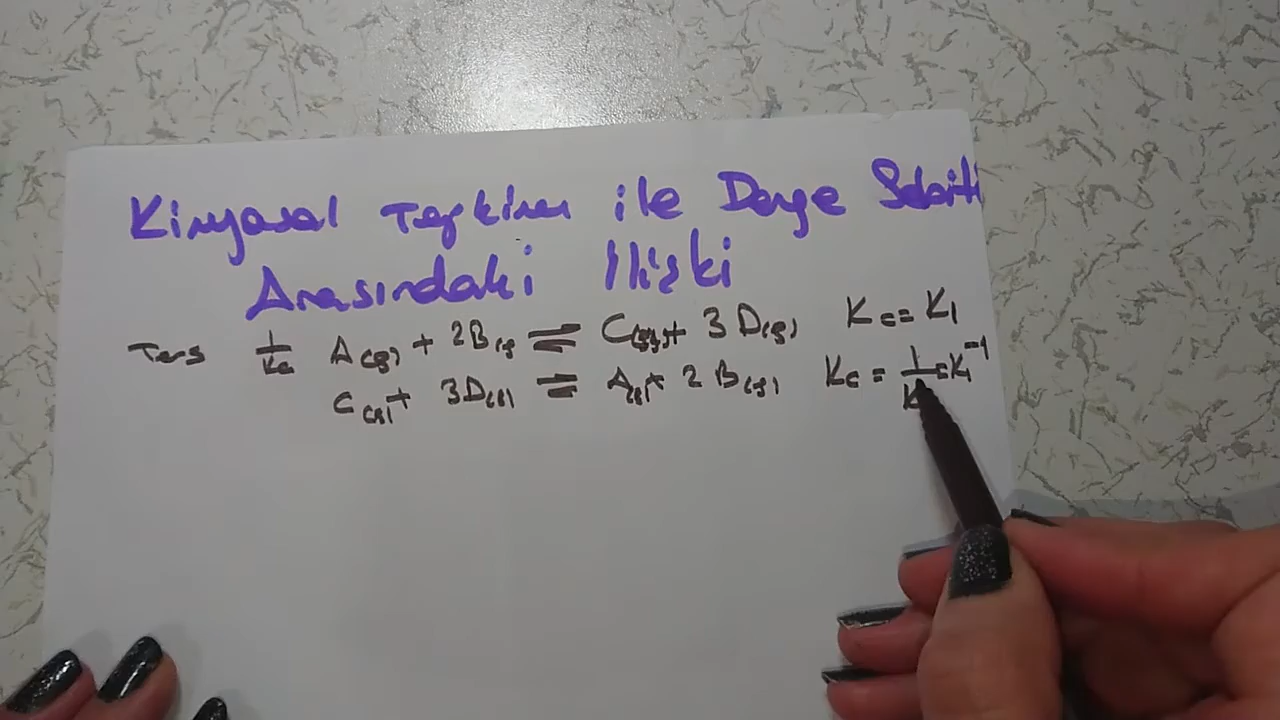 Kimyasal Tepkime ile Denge Sabiti
Arasındaki İlişki
Ters 1/Kc A(g) + 2B(g) ⇌ C(g) + 3D(g) Kc = K1
C(g) + 3D(g) ⇌ A(g) + 2B(g) Kc = 1/K = K1^-1